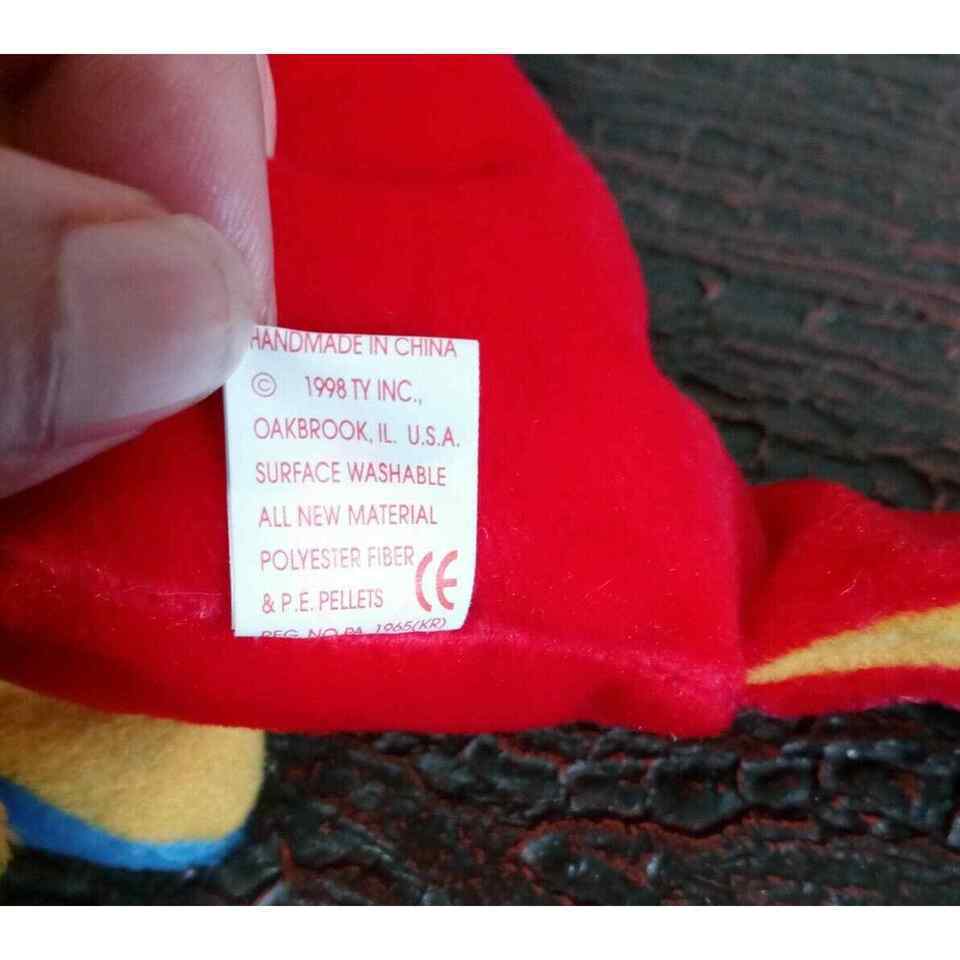 HANDMADE IN CHINA
© 1998 TY INC.,
OAKBROOK, IL. U.S.A.
SURFACE WASHABLE
ALL NEW MATERIAL
POLYESTER FIBER
& P.E. PELLETS CE
REG. NO PA. 1965(KR)